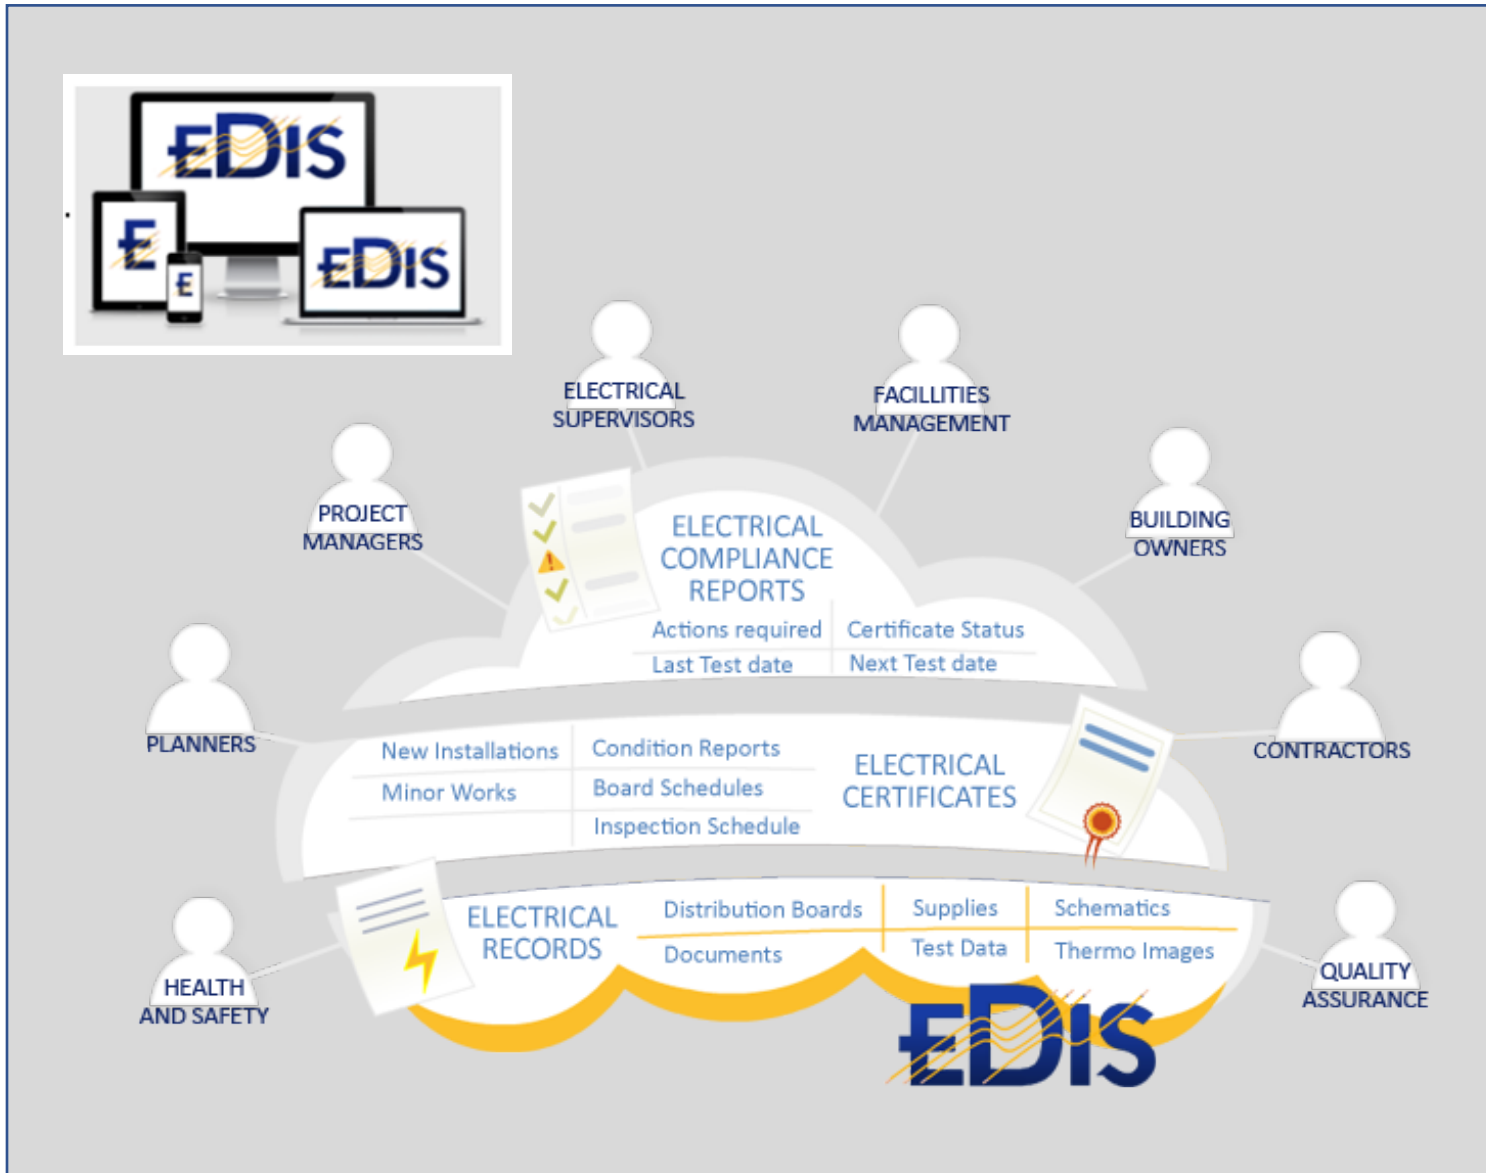 EDIS
E
E
EDIS
ELECTRICAL
SUPERVISORS
FACILLITIES
MANAGEMENT
PROJECT
MANAGERS
BUILDING
OWNERS
ELECTRICAL
COMPLIANCE
REPORTS
Actions required
Certificate Status
Last Test date
Next Test date
PLANNERS
CONTRACTORS
New Installations
Condition Reports
Minor Works
Board Schedules
Inspection Schedule
ELECTRICAL
CERTIFICATES
ELECTRICAL
RECORDS
Distribution Boards
Supplies
Schematics
Documents
Test Data
Thermo Images
HEALTH
AND SAFETY
QUALITY
ASSURANCE
EDIS